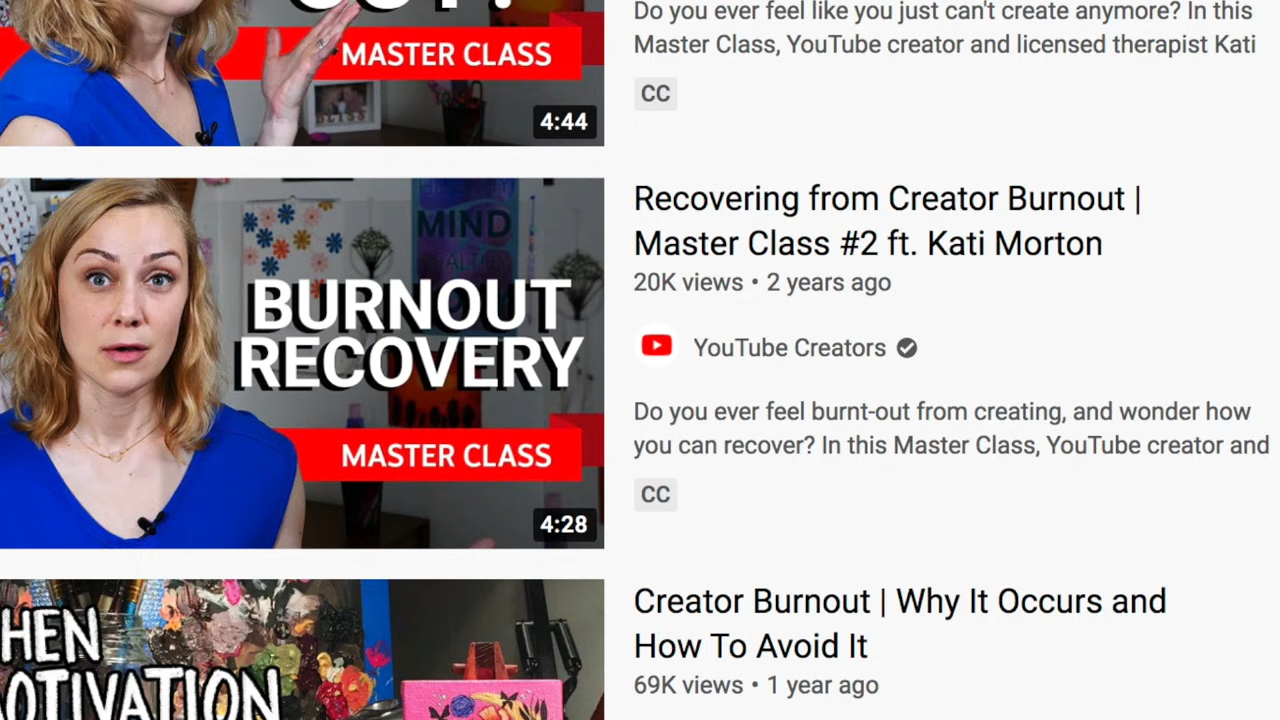 MASTER CLASS
4:44
Do you ever feel like you just can't create anymore? In this
Master Class, YouTube creator and licensed therapist Kati
CC
MIND
BURNOUT
RECOVERY
MASTER CLASS
4:28
Recovering from Creator Burnout |
Master Class #2 ft. Kati Morton
20K views • 2 years ago
YouTube Creators
Do you ever feel burnt-out from creating, and wonder how
you can recover? In this Master Class, YouTube creator and
CC
HEN
OTIVATION
Creator Burnout | Why It Occurs and
How To Avoid It
69K views • 1 year ago